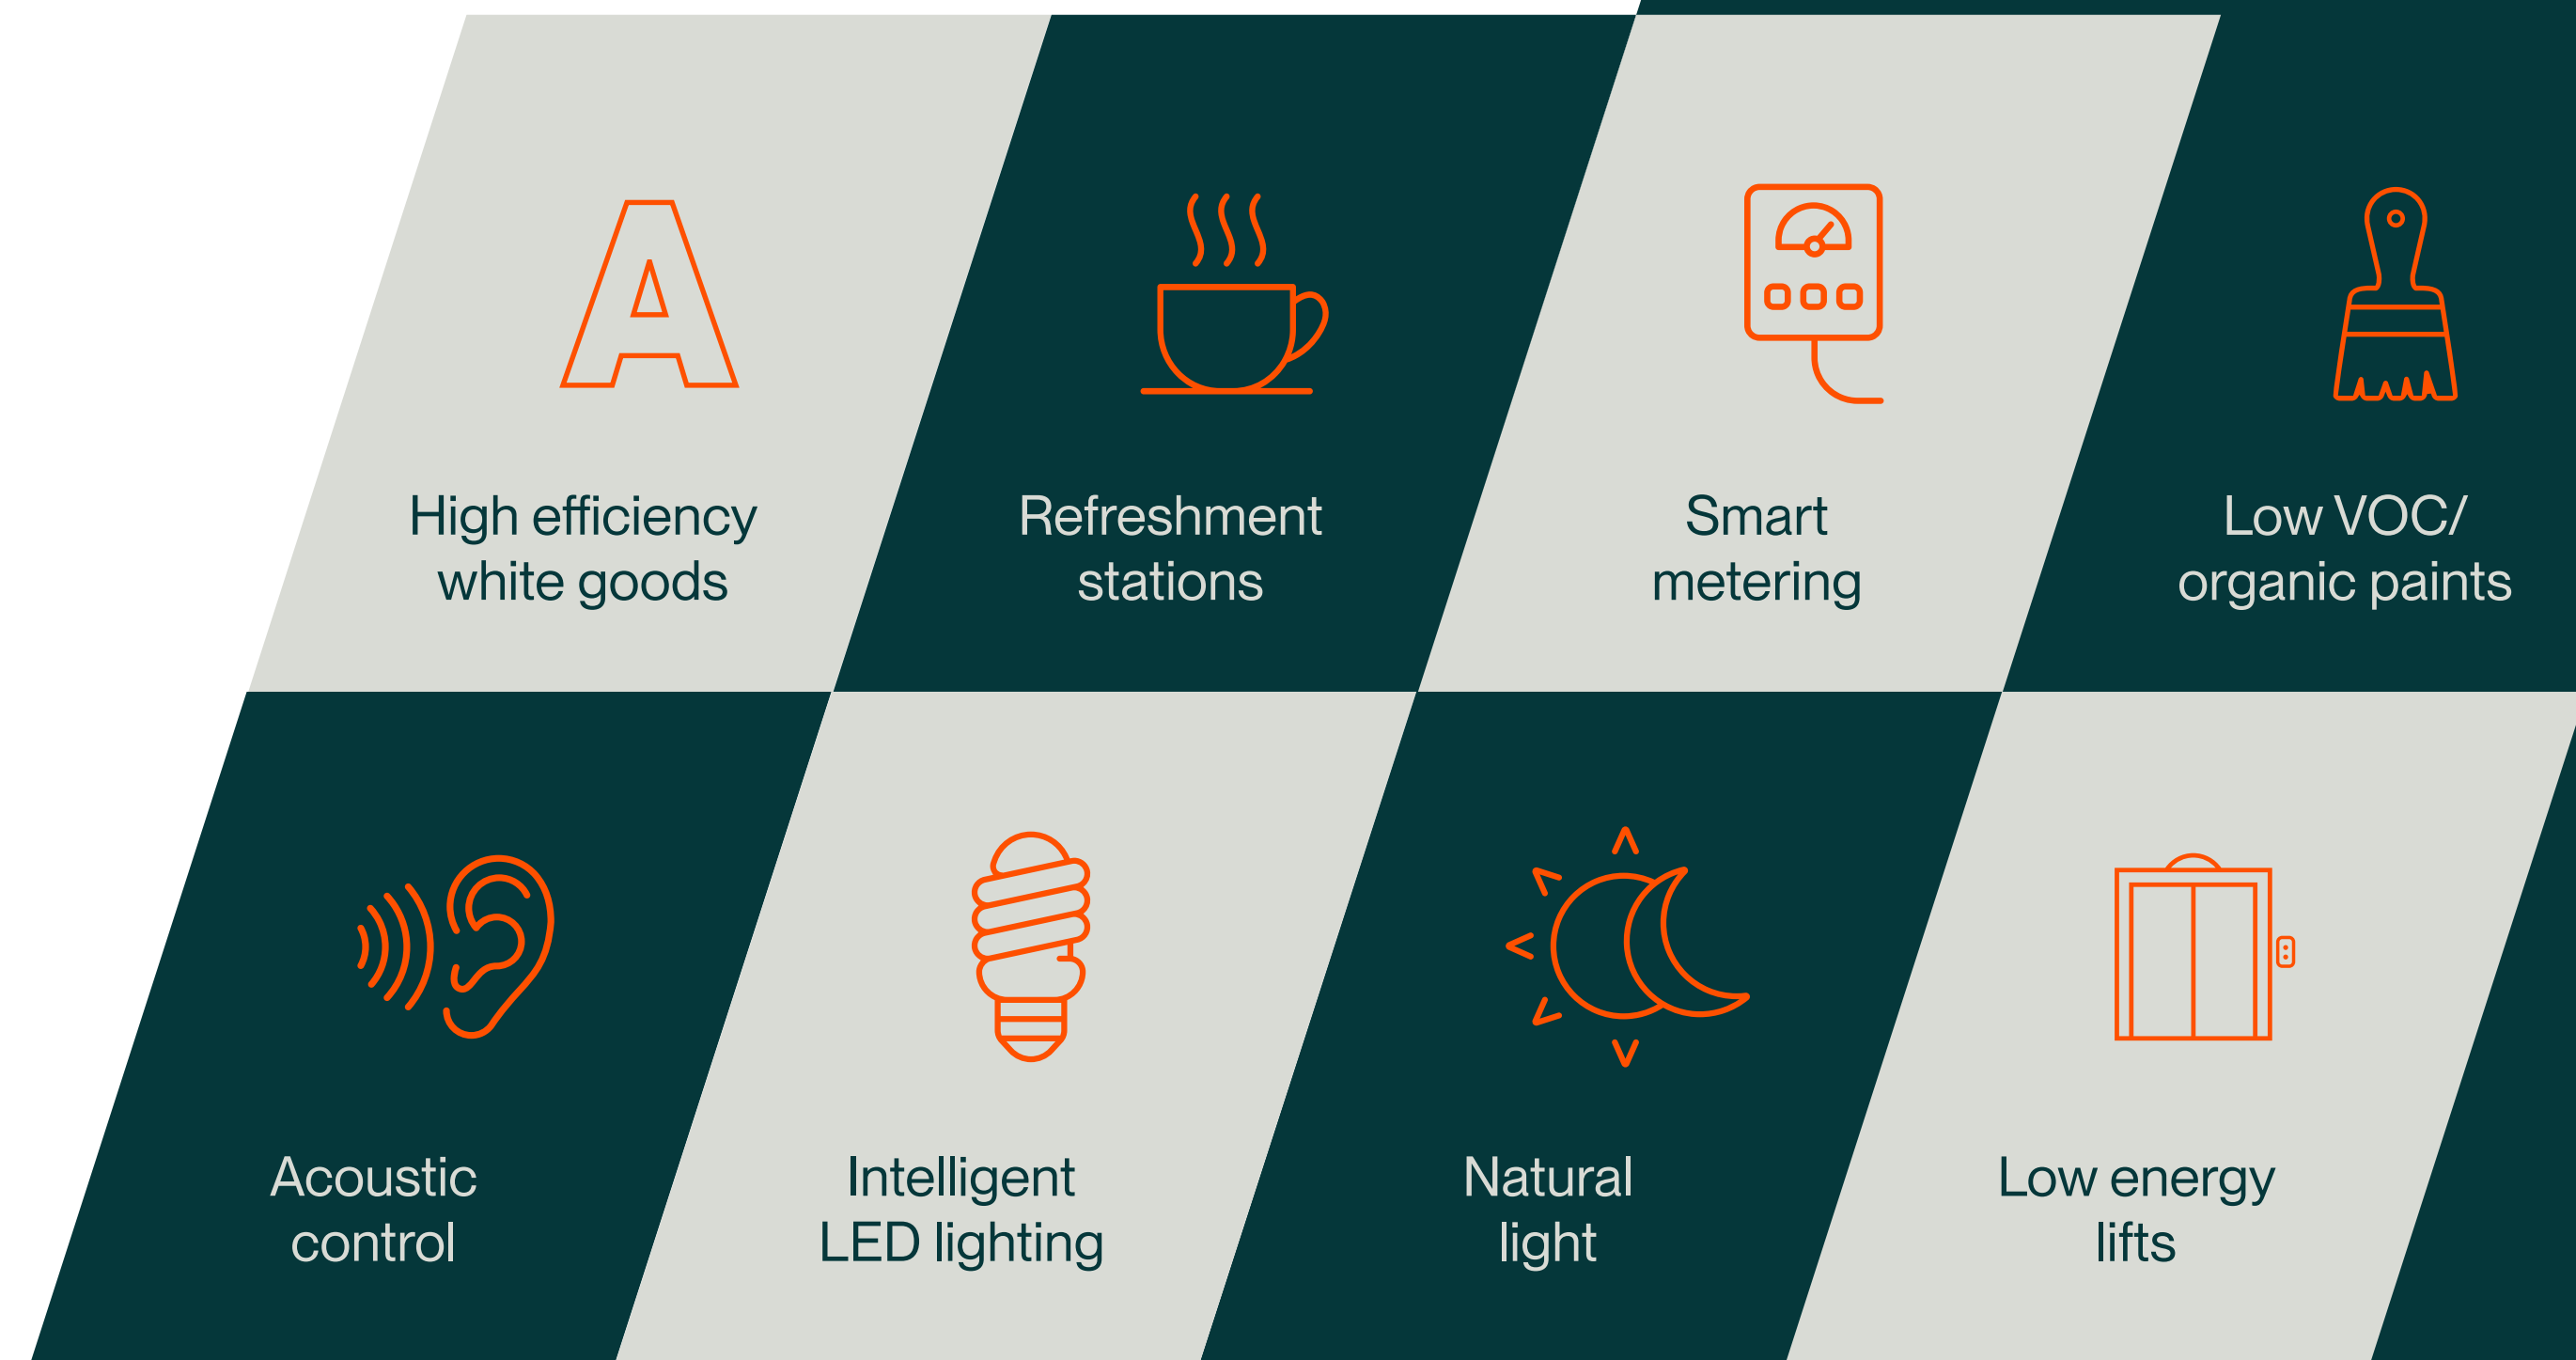 A
High efficiency
white goods
Refreshment
stations
Smart
metering
Low VOC/
organic paints
Acoustic
control
Intelligent
LED lighting
Natural
light
Low energy
lifts